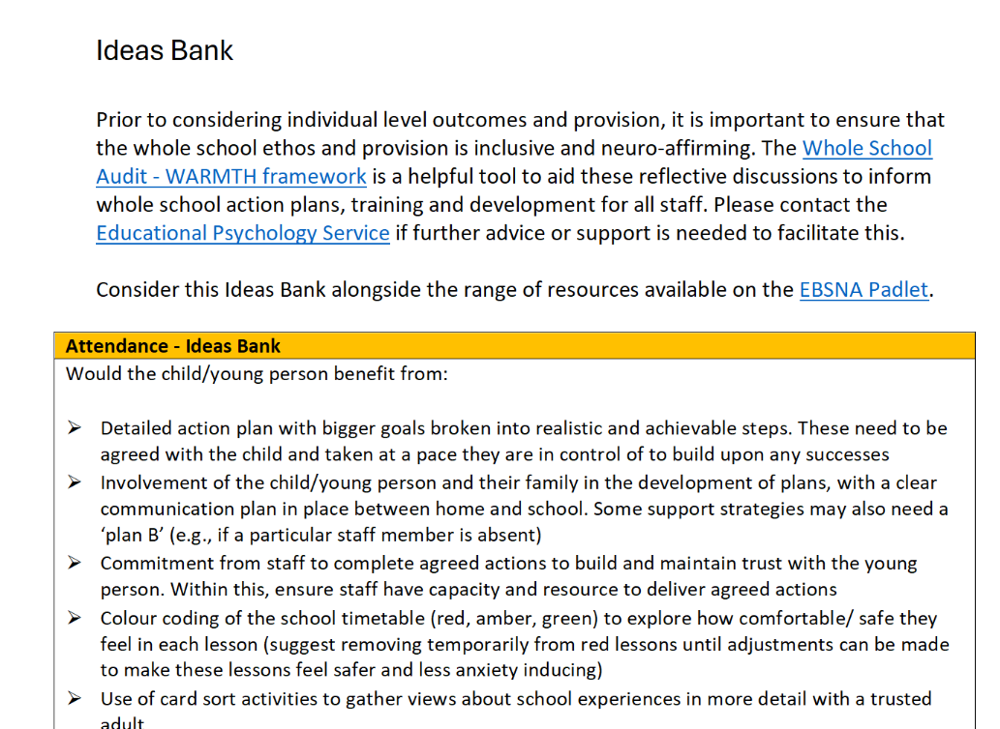 Ideas Bank
Prior to considering individual level outcomes and provision, it is important to ensure that
the whole school ethos and provision is inclusive and neuro-affirming. The Whole School
Audit - WARMTH framework is a helpful tool to aid these reflective discussions to inform
whole school action plans, training and development for all staff. Please contact the
Educational Psychology Service if further advice or support is needed to facilitate this.
Consider this Ideas Bank alongside the range of resources available on the EBSNA Padlet.
Attendance - Ideas Bank
Would the child/young person benefit from:
➢ Detailed action plan with bigger goals broken into realistic and achievable steps. These need to be
agreed with the child and taken at a pace they are in control of to build upon any successes
➢ Involvement of the child/young person and their family in the development of plans, with a clear
communication plan in place between home and school. Some support strategies may also need a
‘plan B’ (e.g., if a particular staff member is absent)
➢ Commitment from staff to complete agreed actions to build and maintain trust with the young
person. Within this, ensure staff have capacity and resource to deliver agreed actions
➢ Colour coding of the school timetable (red, amber, green) to explore how comfortable/ safe they
feel in each lesson (suggest removing temporarily from red lessons until adjustments can be made
to make these lessons feel safer and less anxiety inducing)
➢ Use of card sort activities to gather views about school experiences in more detail with a trusted
adult